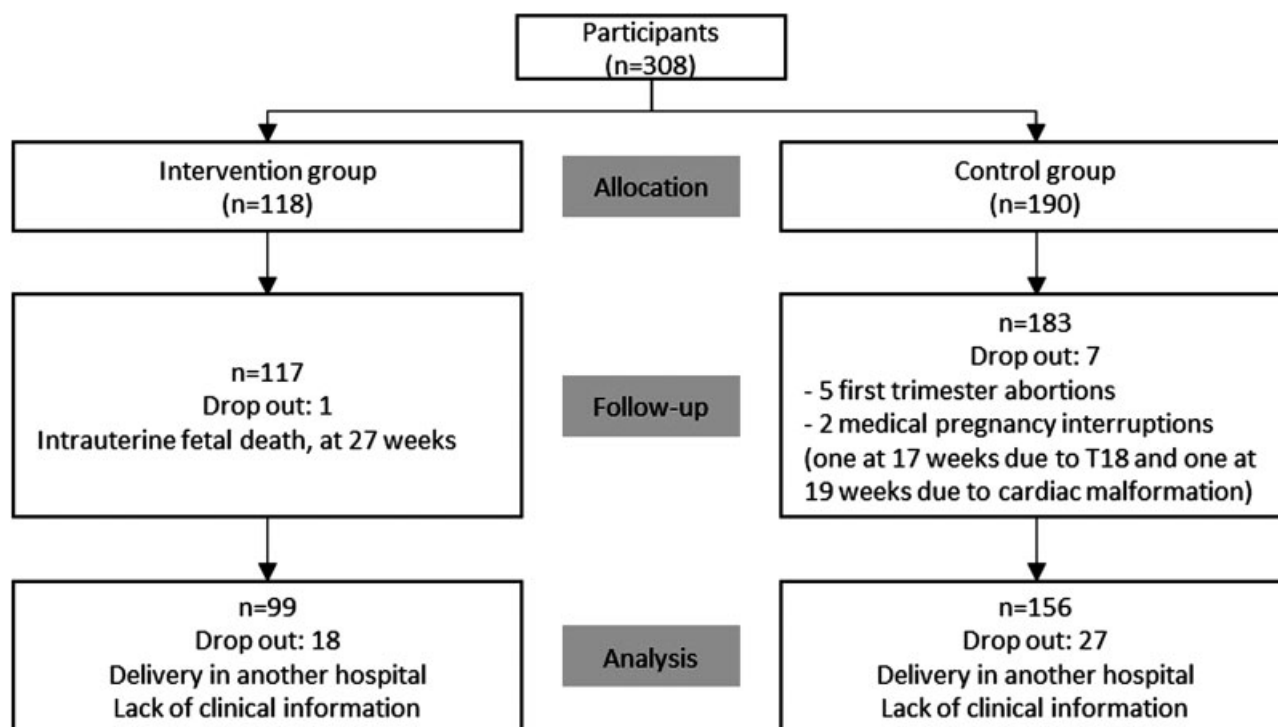 Participants
(n=308)
Intervention group
(n=118)
Allocation
Control group
(n=190)
n=117
Drop out: 1
Intrauterine fetal death, at 27 weeks
Follow-up
n=183
Drop out: 7
- 5 first trimester abortions
- 2 medical pregnancy interruptions
(one at 17 weeks due to T18 and one at
19 weeks due to cardiac malformation)
n=99
Drop out: 18
Delivery in another hospital
Lack of clinical information
Analysis
n=156
Drop out: 27
Delivery in another hospital
Lack of clinical information